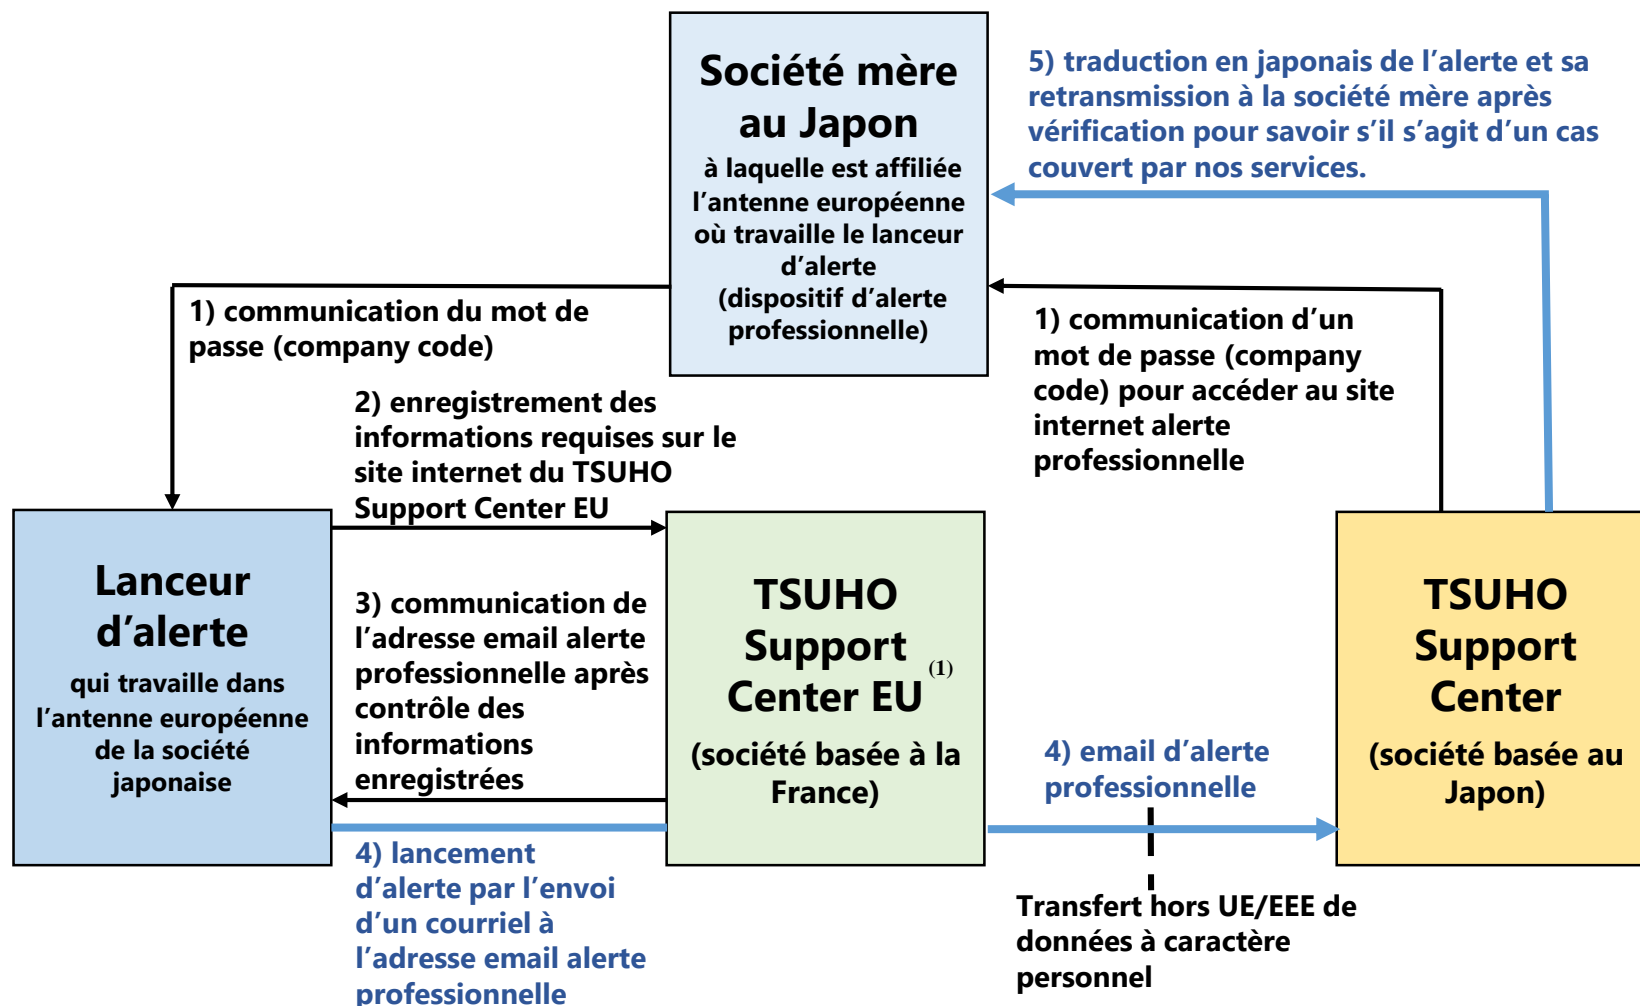 Société mère
au Japon
à laquelle est affiliée
l’antenne européenne
où travaille le lanceur
d’alerte
(dispositif d’alerte
professionnelle)
5) traduction en japonais de l’alerte et sa
retransmission à la société mère après
vérification pour savoir s’il s’agit d’un cas
couvert par nos services.
1) communication du mot de
passe (company code)
1) communication d’un
mot de passe (company
code) pour accéder au site
internet alerte
professionnelle
2) enregistrement des
informations requises sur le
site internet du TSUHO
Support Center EU
Lanceur
d’alerte
qui travaille dans
l’antenne européenne
de la société
japonaise
3) communication de
l’adresse email alerte
professionnelle après
contrôle des
informations
enregistrées
TSUHO
Support
Center EU (1)
(société basée à la
France)
4) email d’alerte
professionnelle
TSUHO
Support
Center
(société basée au
Japon)
4) lancement
d’alerte par l’envoi
d’un courriel à
l’adresse email alerte
professionnelle
Transfert hors UE/EEE de
données à caractère
personnel